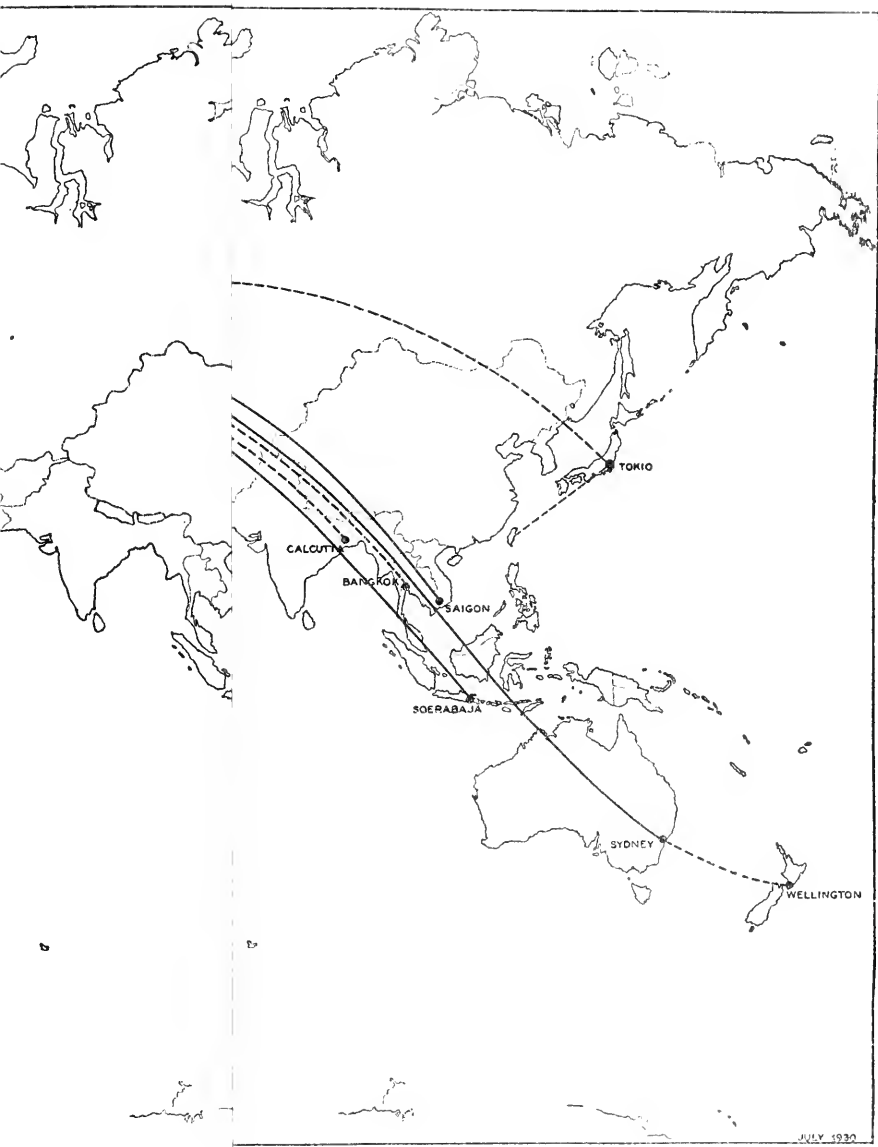 TOKIO
CALCUTTA
BANGKOK
SAIGON
SOERABAJA
SYDNEY
WELLINGTON
JULY 1930